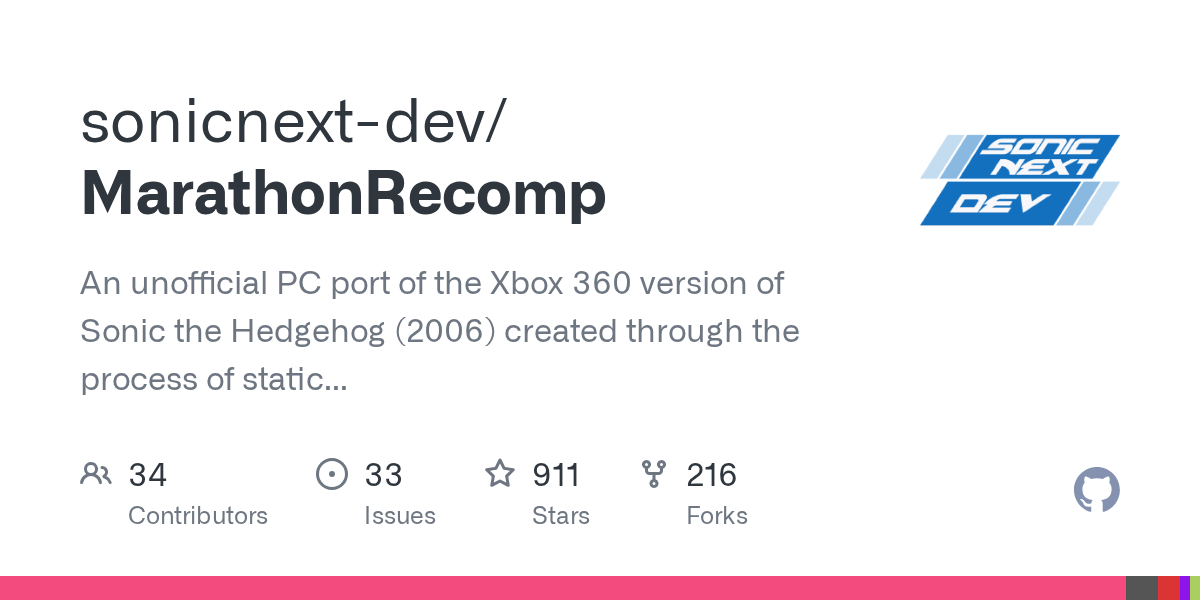 sonicnext-dev/
MarathonRecomp
SONIC
NEXT
DEV
An unofficial PC port of the Xbox 360 version of
Sonic the Hedgehog (2006) created through the
process of static...
34
Contributors
33
Issues
911
Stars
216
Forks